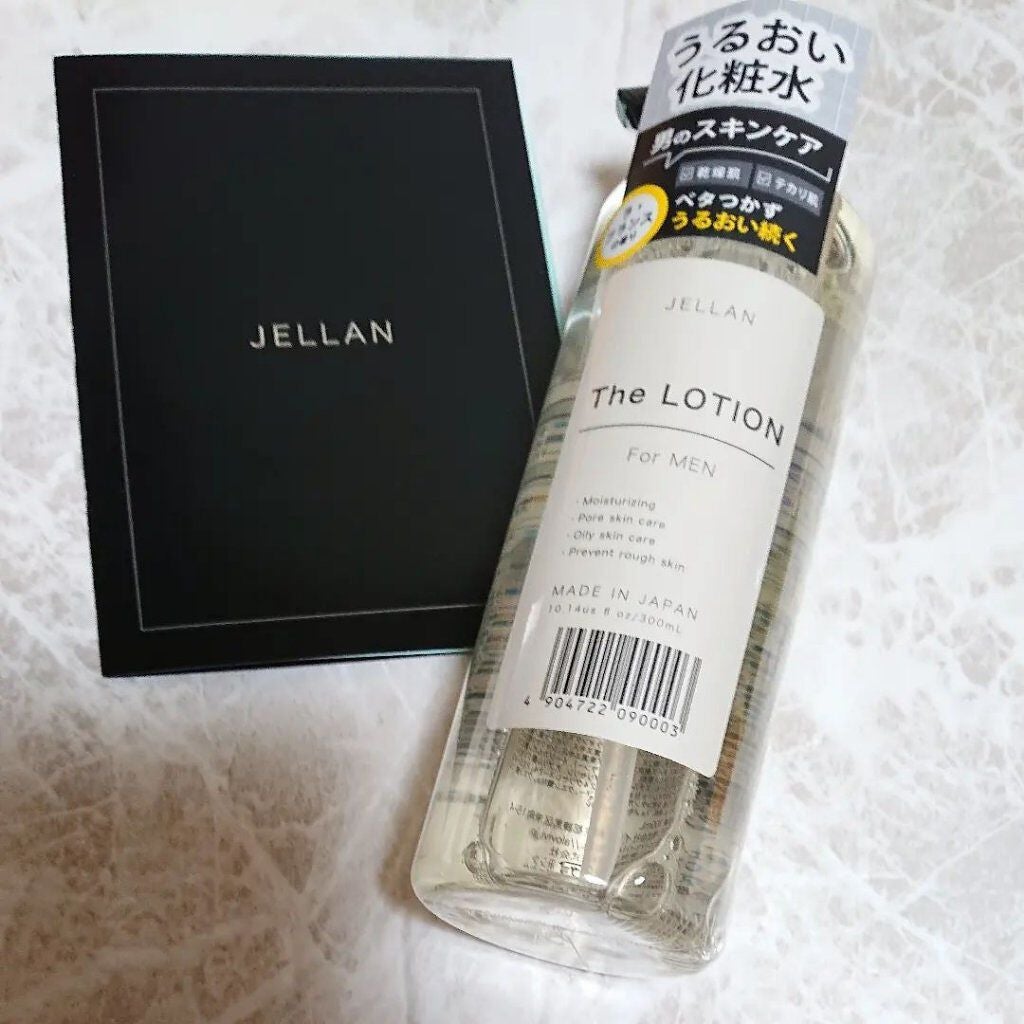 JELLAN
うるおい
化粧水
男のスキンケア
乾燥肌 テカリ肌
ベタつかず
うるおい続く
の香り
JELLAN
The LOTION
For MEN
· Moisturizing
· Pore skin care
· Oily skin care
· Prevent rough skin
MADE IN JAPAN
10.14us fl oz/300mL
4 904722 090003